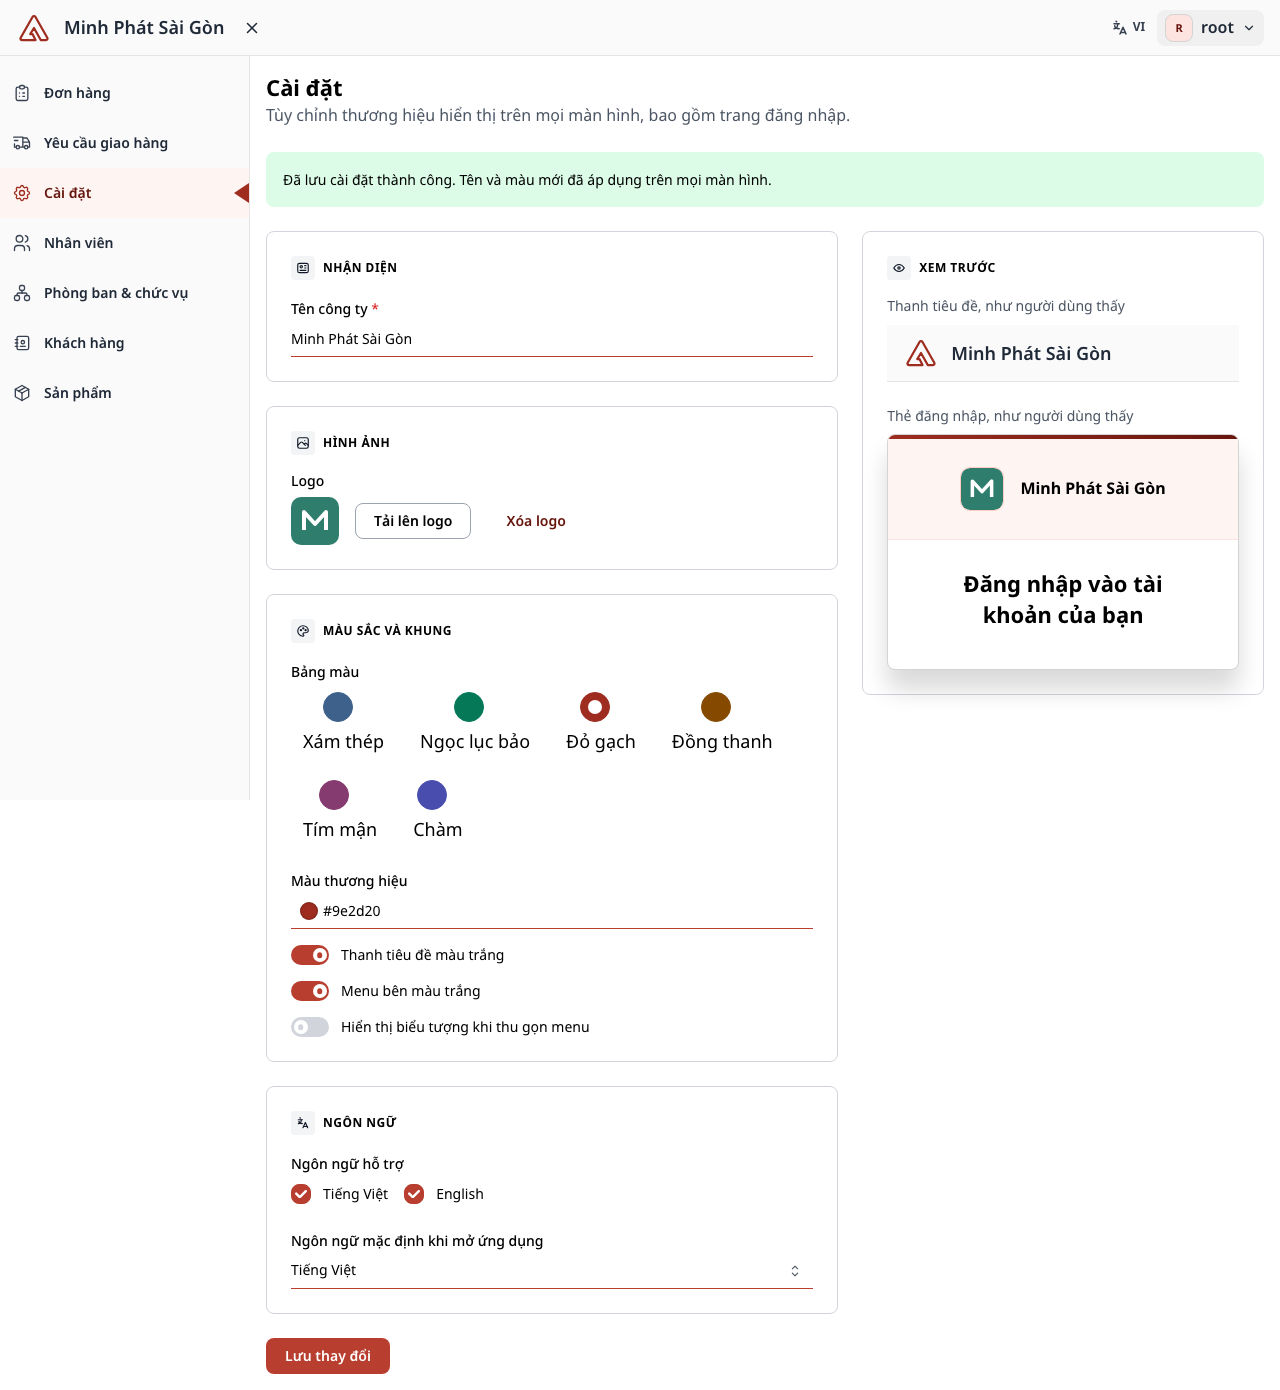 Minh Phát Sài Gòn
VI
R
root
Đơn hàng
Yêu cầu giao hàng
Cài đặt
Nhân viên
Phòng ban & chức vụ
Khách hàng
Sản phẩm
Cài đặt
Tùy chỉnh thương hiệu hiển thị trên mọi màn hình, bao gồm trang đăng nhập.
Đã lưu cài đặt thành công. Tên và màu mới đã áp dụng trên mọi màn hình.
NHẬN DIỆN
Tên công ty *
Minh Phát Sài Gòn
HÌNH ẢNH
Logo
M
Tải lên logo
Xóa logo
MÀU SẮC VÀ KHUNG
Bảng màu
Xám thép
Ngọc lục bảo
Đỏ gạch
Đồng thanh
Tím mận
Chàm
Màu thương hiệu
#9e2d20
Thanh tiêu đề màu trắng
Menu bên màu trắng
Hiển thị biểu tượng khi thu gọn menu
NGÔN NGỮ
Ngôn ngữ hỗ trợ
Tiếng Việt
English
Ngôn ngữ mặc định khi mở ứng dụng
Tiếng Việt
Lưu thay đổi
XEM TRƯỚC
Thanh tiêu đề, như người dùng thấy
Minh Phát Sài Gòn
Thẻ đăng nhập, như người dùng thấy
M
Minh Phát Sài Gòn
Đăng nhập vào tài
khoản của bạn